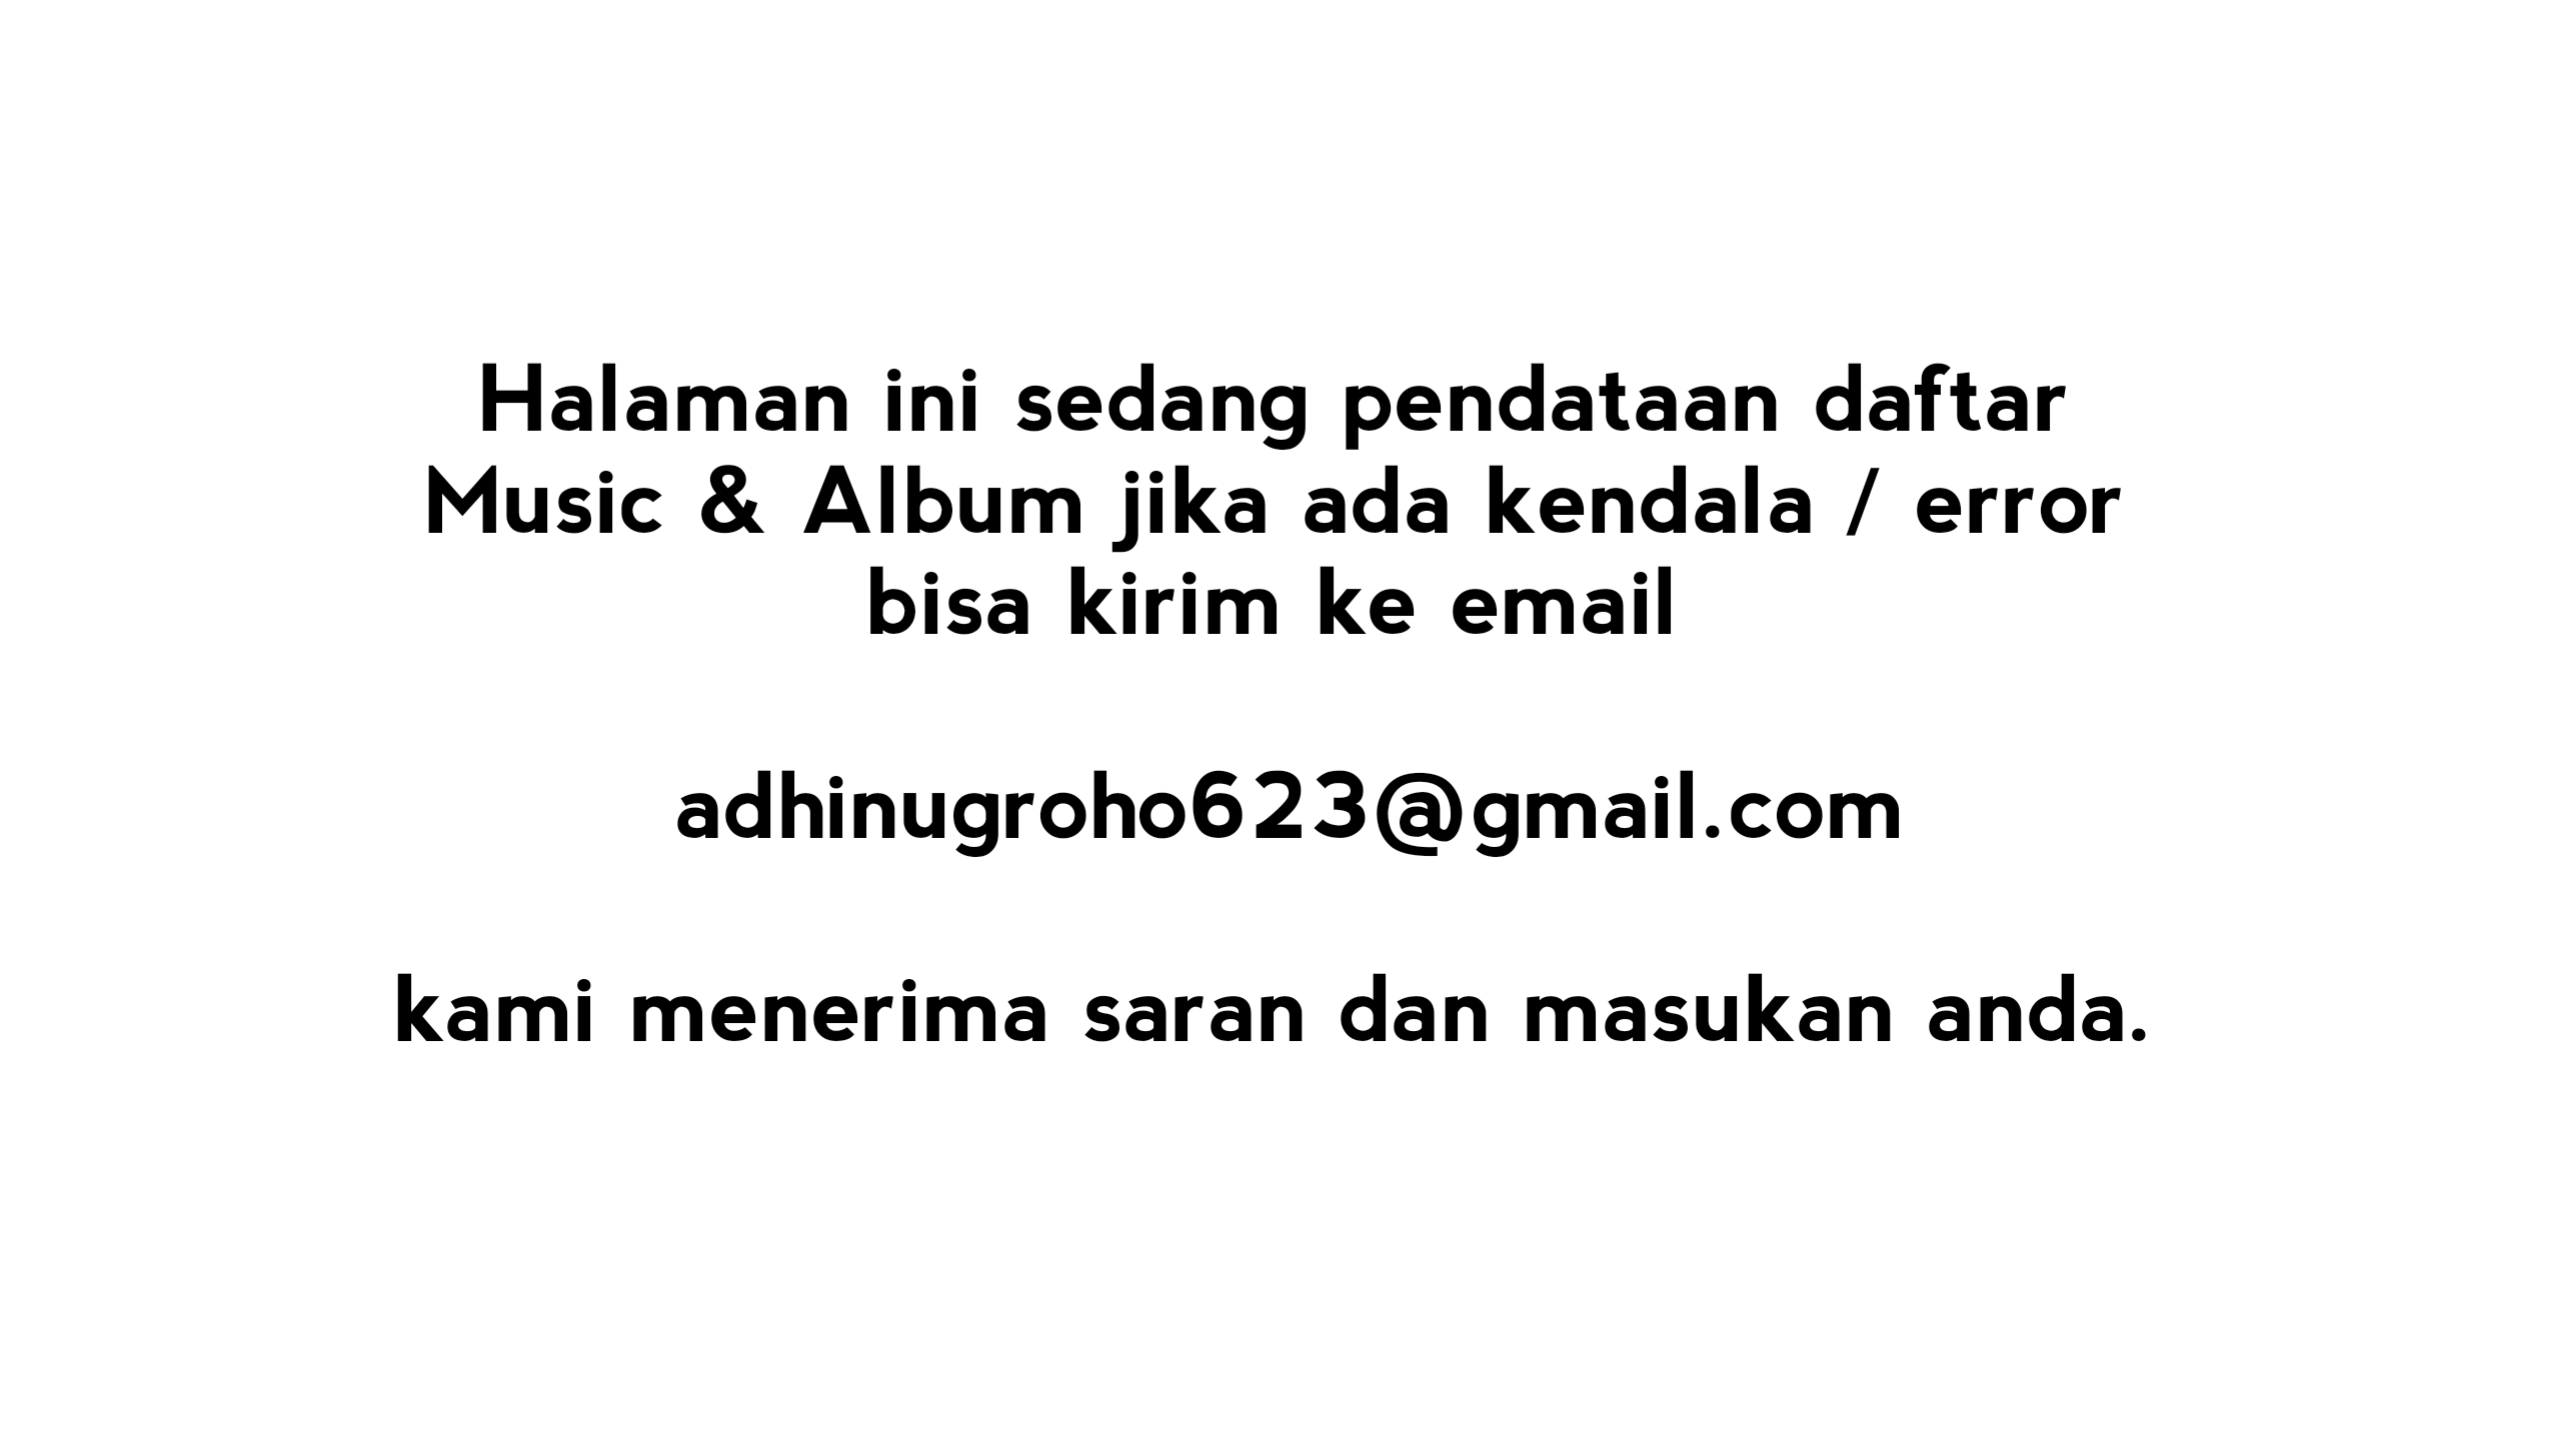 Halaman ini sedang pendataan daftar
Music & Album jika ada kendala / error
bisa kirim ke email
adhinugroho623@gmail.com
kami menerima saran dan masukan anda.